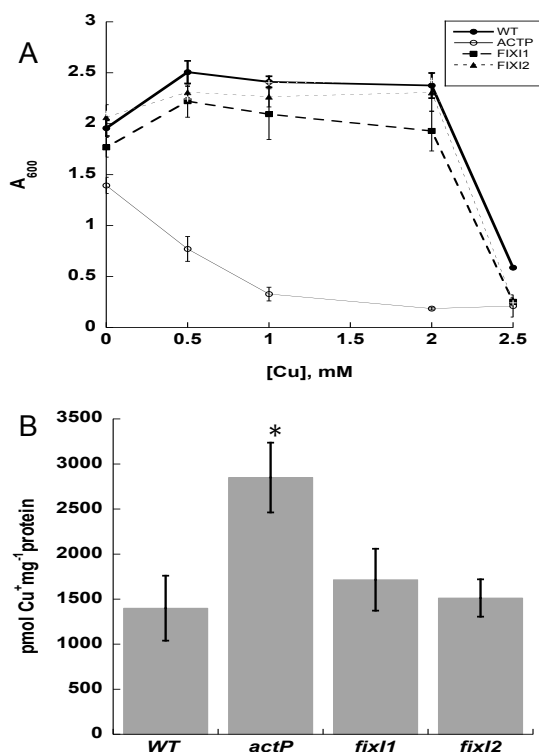 A
WT
ACTP
FIXI1
FIXI2
3
2.5
2
1.5
1
0.5
0
A600
0 0.5 1 1.5 2 2.5
[Cu], mM
B
3500
3000
2500
2000
1500
1000
500
0
pmol Cu+mg-1protein
*
WT actP fixI1 fixI2